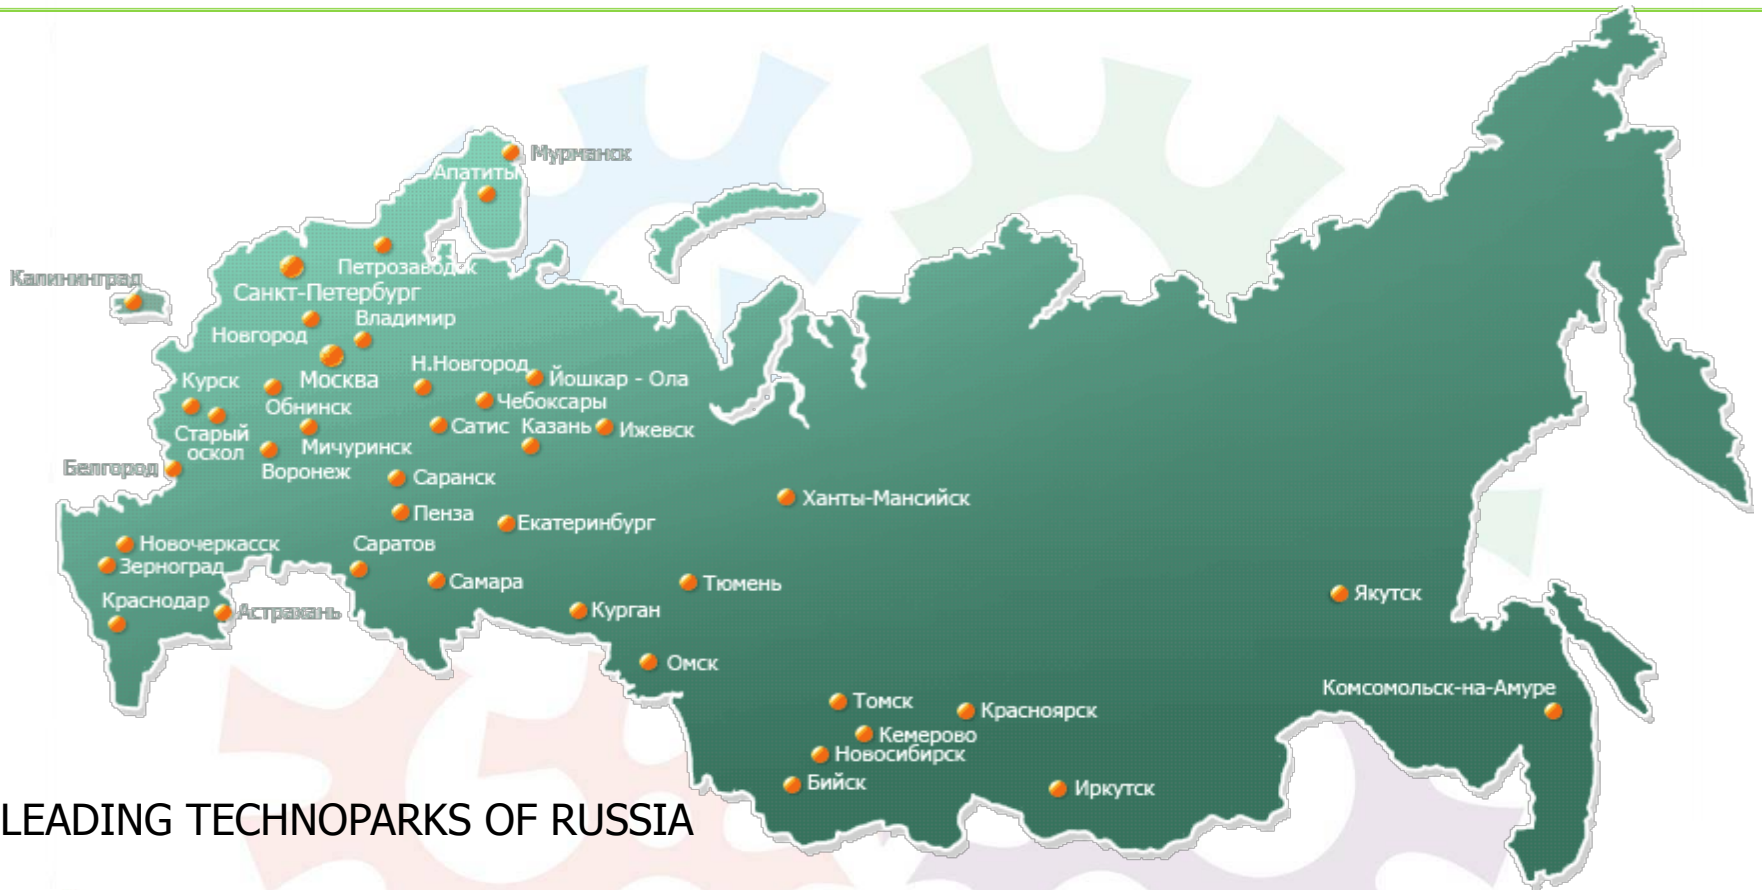 Мурманск
Апатиты
Петрозаводск
Калининград
Санкт-Петербург
Владимир
Новгород
Н.Новгород
Москва
Йошкар - Ола
Курск
Чебоксары
Обнинск
Старый
оскол
Сатис
Казань
Ижевск
Мичуринск
Воронеж
Белгород
Саранск
Ханты-Мансийск
Пенза
Екатеринбург
Новочеркасск
Саратов
Зерноград
Самара
Тюмень
Якутск
Краснодар
Астрахань
Курган
Омск
Комсомольск-на-Амуре
Томск
Красноярск
Кемерово
Новосибирск
Бийск
Иркутск
LEADING TECHNOPARKS OF RUSSIA